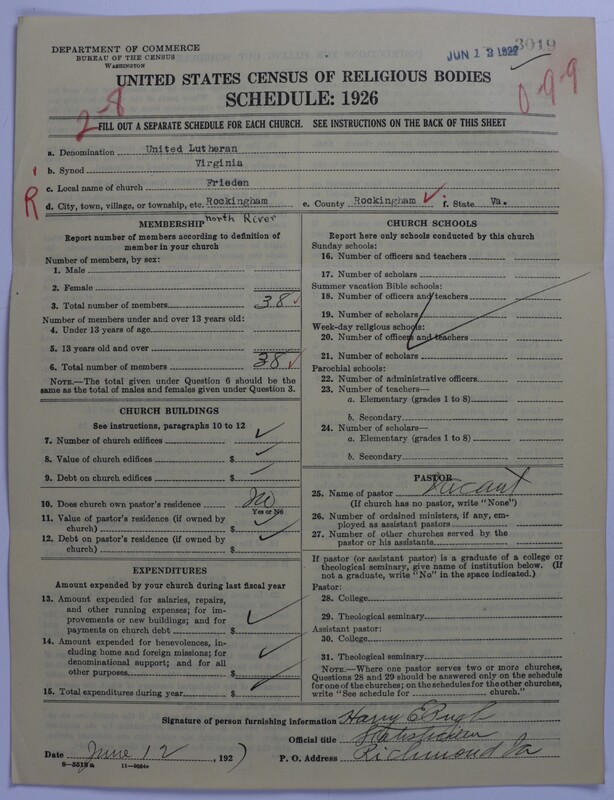 DEPARTMENT OF COMMERCE
BUREAU OF THE CENSUS
WASHINGTON
JUN 13 1927
3019
UNITED STATES CENSUS OF RELIGIOUS BODIES
SCHEDULE: 1926
2-8
0-9-9
FILL OUT A SEPARATE SCHEDULE FOR EACH CHURCH. SEE INSTRUCTIONS ON THE BACK OF THIS SHEET
a. Denomination United Lutheran
b. Synod Virginia
c. Local name of church Frieden
R
d. City, town, village, or township, etc. Rockingham e. County Rockingham f. State Va.
North River
MEMBERSHIP
Report number of members according to definition of
member in your church
Number of members, by sex:
1. Male
2. Female
3. Total number of members 38
Number of members under and over 13 years old:
4. Under 13 years of age
5. 13 years old and over
6. Total number of members 38
NOTE.—The total given under Question 6 should be the
same as the total of males and females given under Question 3.
CHURCH BUILDINGS
See instructions, paragraphs 10 to 12
7. Number of church edifices
8. Value of church edifices $
9. Debt on church edifices $
10. Does church own pastor's residence No
Yes or No
11. Value of pastor's residence (if owned by
church) $
12. Debt on pastor's residence (if owned by
church) $
EXPENDITURES
Amount expended by your church during last fiscal year
13. Amount expended for salaries, repairs,
and other running expenses; for im-
provements or new buildings; and for
payments on church debt $
14. Amount expended for benevolences, in-
cluding home and foreign missions; for
denominational support; and for all
other purposes $
15. Total expenditures during year $
CHURCH SCHOOLS
Report here only schools conducted by this church
Sunday schools:
16. Number of officers and teachers
17. Number of scholars
Summer vacation Bible schools:
18. Number of officers and teachers
19. Number of scholars
Week-day religious schools:
20. Number of officers and teachers
21. Number of scholars
Parochial schools:
22. Number of administrative officers
23. Number of teachers—
a. Elementary (grades 1 to 8)
b. Secondary
24. Number of scholars—
a. Elementary (grades 1 to 8)
b. Secondary
PASTOR
25. Name of pastor Vacant
(If church has no pastor, write "None")
26. Number of ordained ministers, if any, em-
ployed as assistant pastors
27. Number of other churches served by the
pastor or his assistants
If pastor (or assistant pastor) is a graduate of a college or
theological seminary, give name of institution below. (If
not a graduate, write "No" in the space indicated.)
Pastor:
28. College
29. Theological seminary
Assistant pastor:
30. College
31. Theological seminary
NOTE.—Where one pastor serves two or more churches,
Questions 28 and 29 should be answered only on the schedule
for one of the churches; on the schedules for the other churches,
write "See schedule for church."
Signature of person furnishing information Harry E Pugh
Official title Statistician
Date June 12, 1927 P. O. Address Richmond Va
8—5518a 11—9084